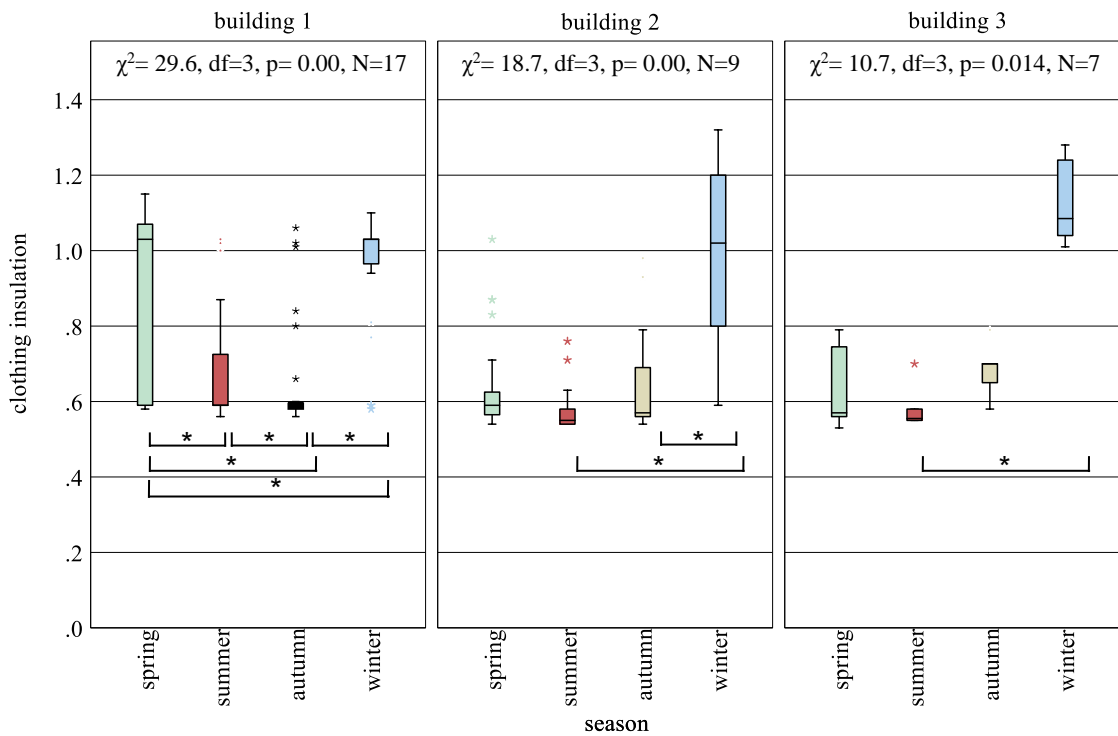 building 1
building 2
building 3
χ²= 29.6, df=3, p= 0.00, N=17
χ²= 18.7, df=3, p= 0.00, N=9
χ²= 10.7, df=3, p= 0.014, N=7
clothing insulation
1.4
1.2
1.0
.8
.6
.4
.2
.0
spring
summer
autumn
winter
spring
summer
autumn
winter
spring
summer
autumn
winter
season